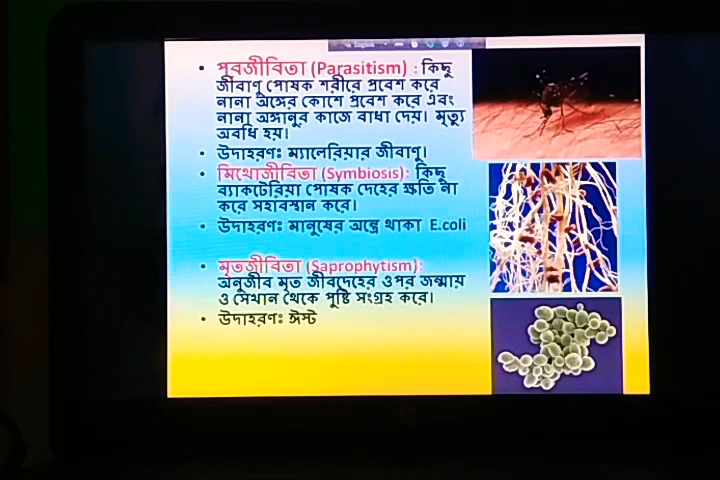 পরজীবিতা (Parasitism) : কিছু
জীবাণু পোষক শরীরে প্রবেশ করে
নানা অঙ্গের কোশে প্রবেশ করে এবং
নানা অঙ্গানুর কাজে বাধা দেয়। মৃত্যু
অবধি হয়।
উদাহরণঃ ম্যালেরিয়ার জীবাণু।
মিথোজীবিতা (Symbiosis): কিছু
ব্যাকটেরিয়া পোষক দেহের ক্ষতি না
করে সহাবস্থান করে।
উদাহরণঃ মানুষের অন্ত্রে থাকা E.coli
মৃতজীবিতা (Saprophytism):
অনুজীব মৃত জীবদেহের ওপর জন্মায়
ও সেখান থেকে পুষ্টি সংগ্রহ করে।
উদাহরণঃ ঈস্ট